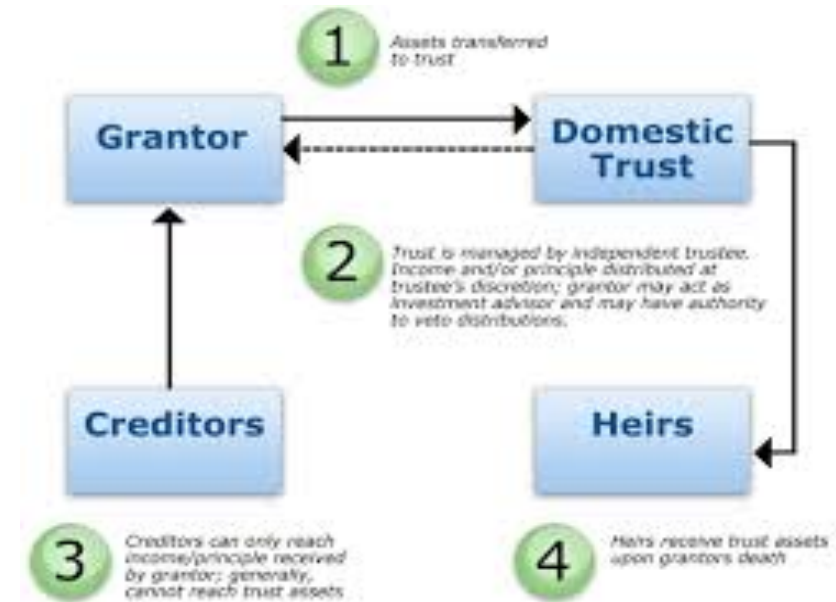 1
Assets transferred
to trust
Grantor
Domestic
Trust
2
Trust is managed by independent trustee.
Income and/or principle distributed at
trustee's discretion; grantor may act as
investment advisor and may have authority
to veto distributions.
Creditors
Heirs
3
Creditors can only reach
income/principle received
by grantor; generally,
cannot reach trust assets
4
Heirs receive trust assets
upon grantors death